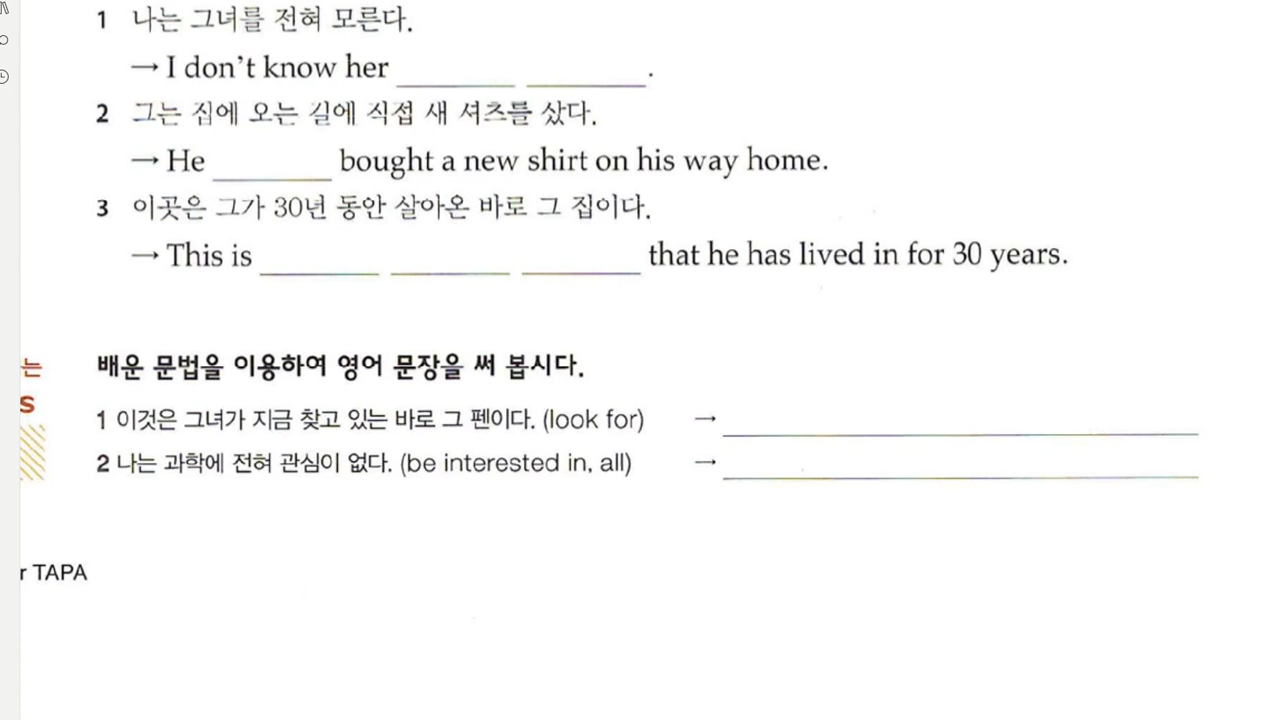 1 나는 그녀를 전혀 모른다.
→ I don't know her ________ ________.
2 그는 집에 오는 길에 직접 새 셔츠를 샀다.
→ He ________ bought a new shirt on his way home.
3 이곳은 그가 30년 동안 살아온 바로 그 집이다.
→ This is ________ ________ ________ that he has lived in for 30 years.
는
S
배운 문법을 이용하여 영어 문장을 써 봅시다.
1 이것은 그녀가 지금 찾고 있는 바로 그 펜이다. (look for) → ________
2 나는 과학에 전혀 관심이 없다. (be interested in, all) → ________
r TAPA